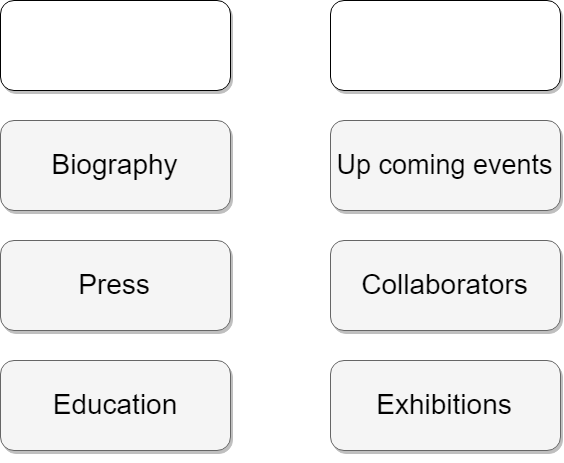 Biography
Up coming events
Press
Collaborators
Education
Exhibitions